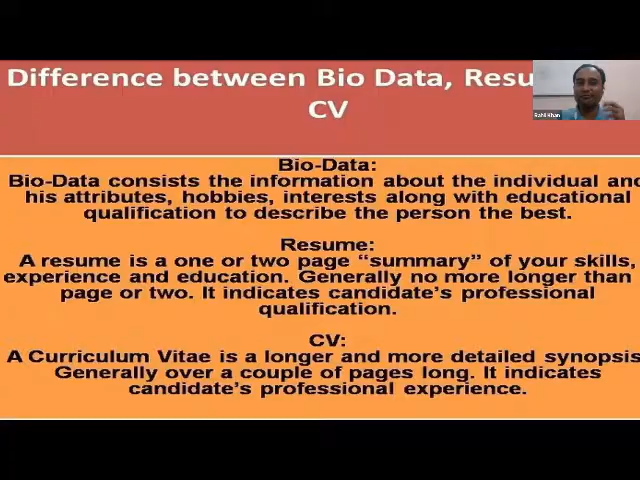 Difference between Bio Data, Resu
CV
Rahil Khan
Bio-Data:
Bio-Data consists the information about the individual and
his attributes, hobbies, interests along with educational
qualification to describe the person the best.
Resume:
A resume is a one or two page “summary” of your skills,
experience and education. Generally no more longer than
page or two. It indicates candidate’s professional
qualification.
CV:
A Curriculum Vitae is a longer and more detailed synopsis
Generally over a couple of pages long. It indicates
candidate’s professional experience.